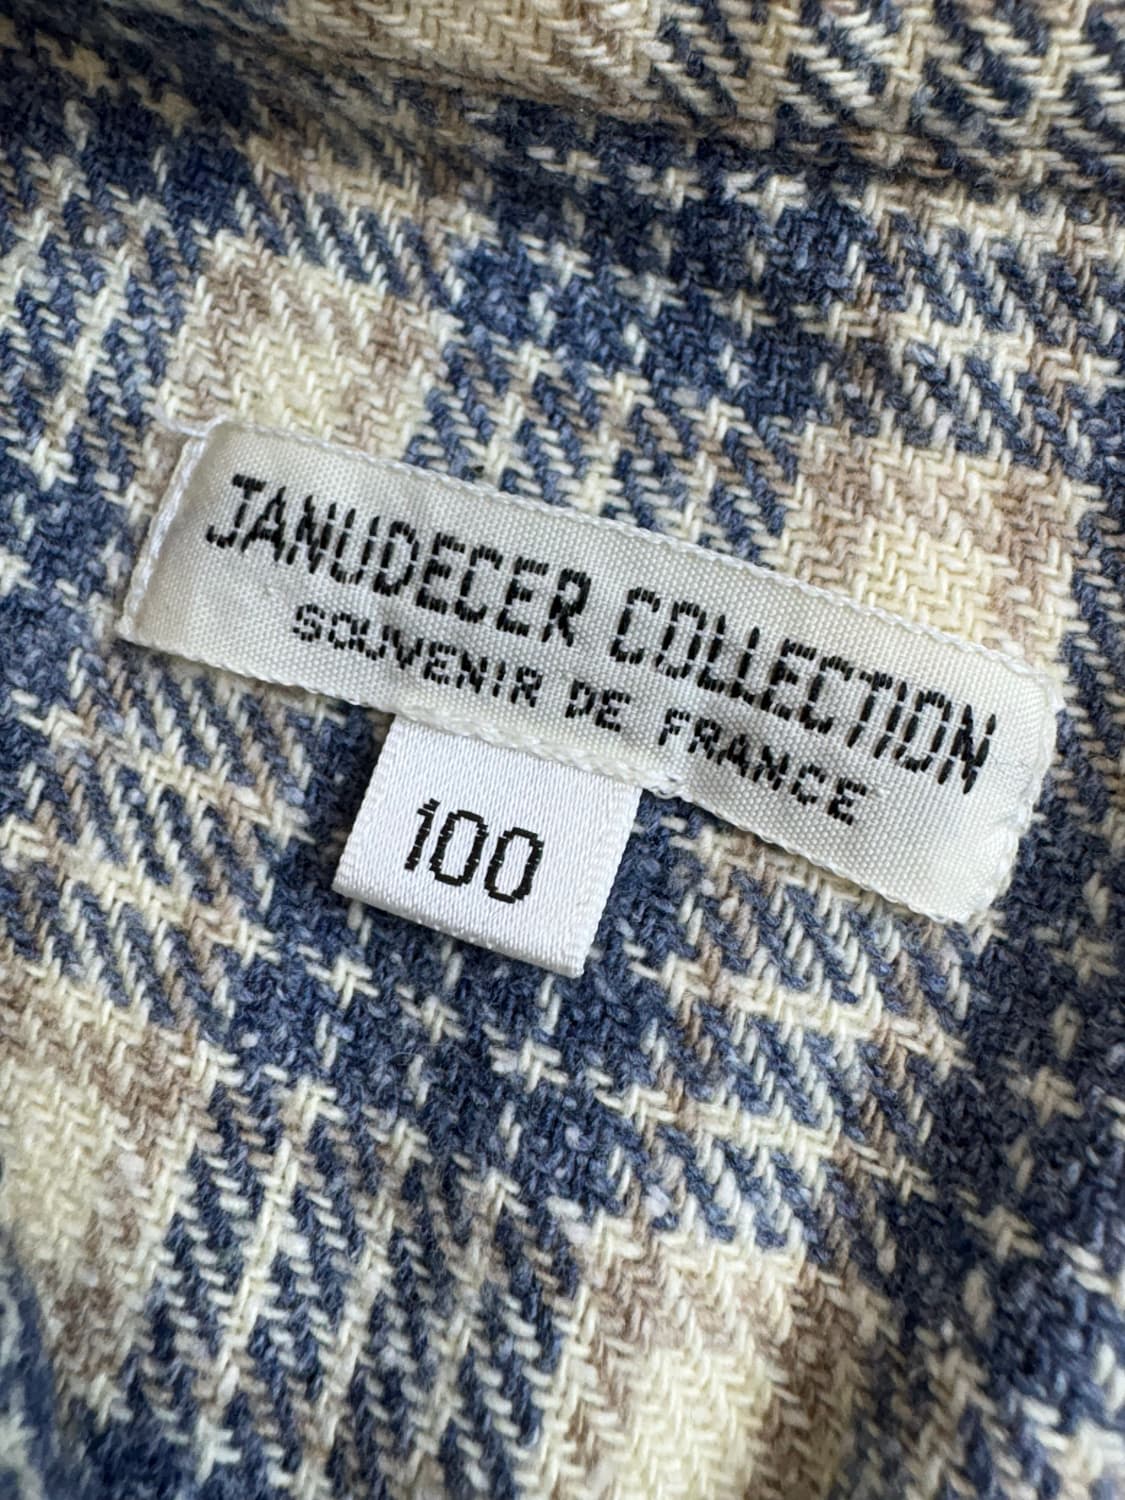 JANUDECER COLLECTION
SOUVENIR DE FRANCE
100